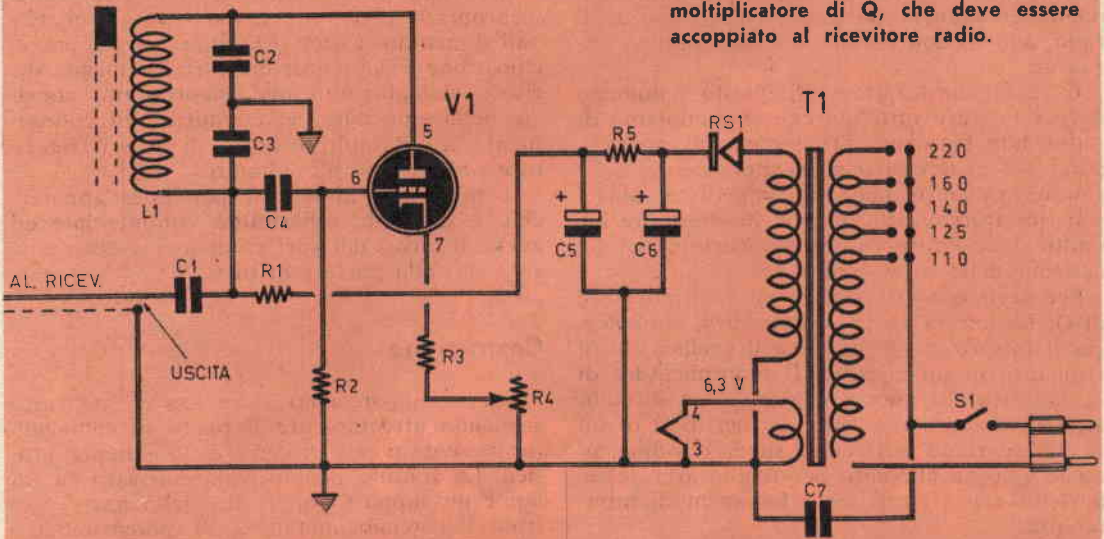 moltiplicatore di Q, che deve essere
accoppiato al ricevitore radio.
C2
V1
T1
RS1
5
R5
220
C3
6
160
L1
C4
7
140
C5
C6
125
110
C1
R1
AL RICEV.
R3
USCITA
R2
R4
6,3 V
4
3
S1
C7